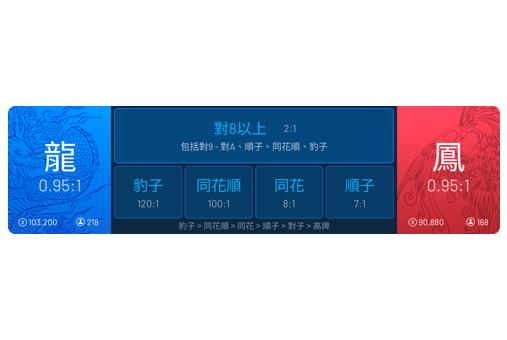 龍
0.95:1
103,200 218
對8以上 2:1
包括對9 - 對A、順子、同花順、豹子
豹子
120:1
同花順
100:1
同花
8:1
順子
7:1
豹子 > 同花順 > 同花 > 順子 > 對子 > 高牌
鳳
0.95:1
90,880 168